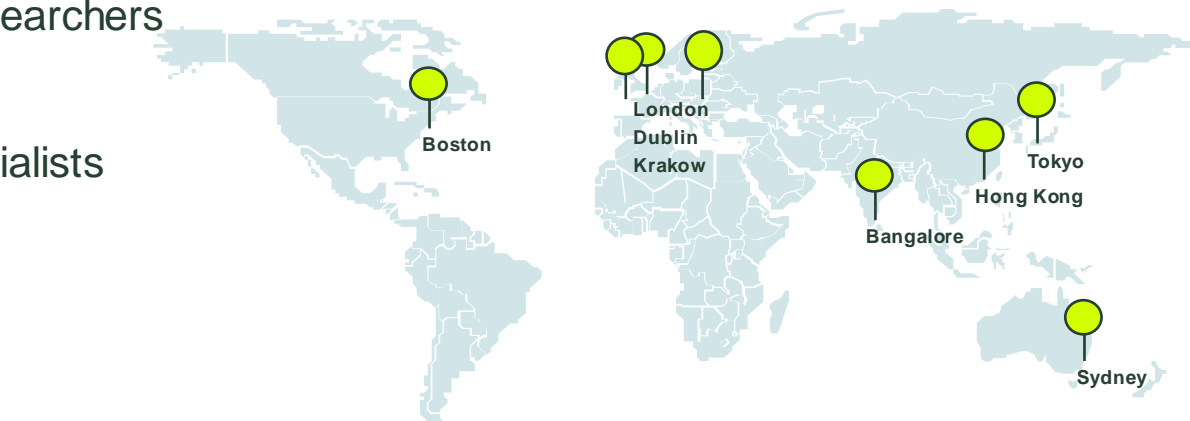 earchers
ialists
Boston
London
Dublin
Krakow
Tokyo
Hong Kong
Bangalore
Sydney